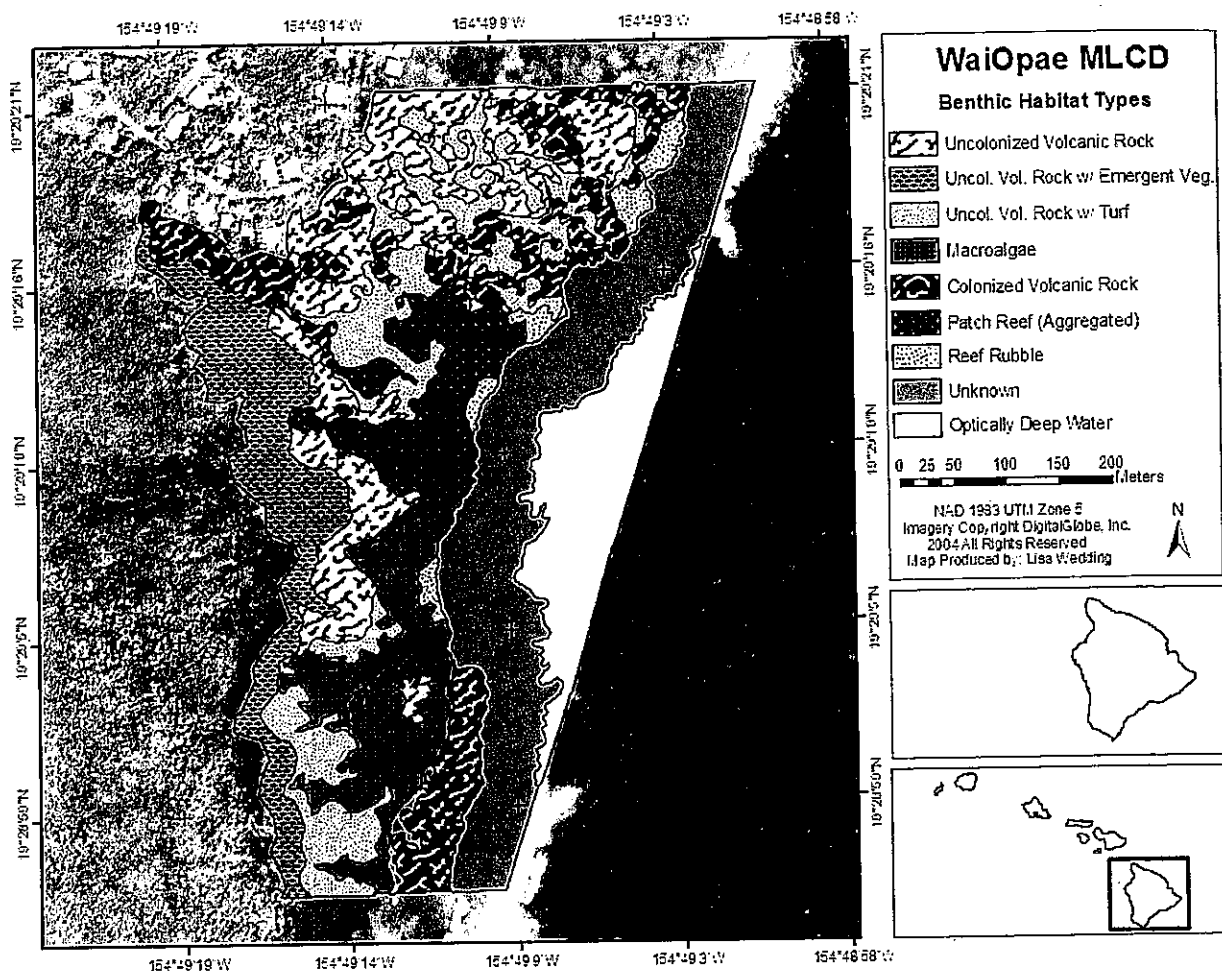 154°49'19"W 154°49'14"W 154°49'9"W 154°49'3"W 154°48'58"W
WaiOpae MLCD
Benthic Habitat Types
Uncolonized Volcanic Rock
Uncol. Vol. Rock w/ Emergent Veg.
Uncol. Vol. Rock w/ Turf
Macroalgae
Colonized Volcanic Rock
Patch Reef (Aggregated)
Reef Rubble
Unknown
Optically Deep Water
0 25 50 100 150 200
Meters
NAD 1983 UTM Zone 5
Imagery Copyright DigitalGlobe, Inc.
2004 All Rights Reserved
Map Produced by: Lisa Wedding
N
154°49'19"W 154°49'14"W 154°49'9"W 154°49'3"W 154°48'58"W